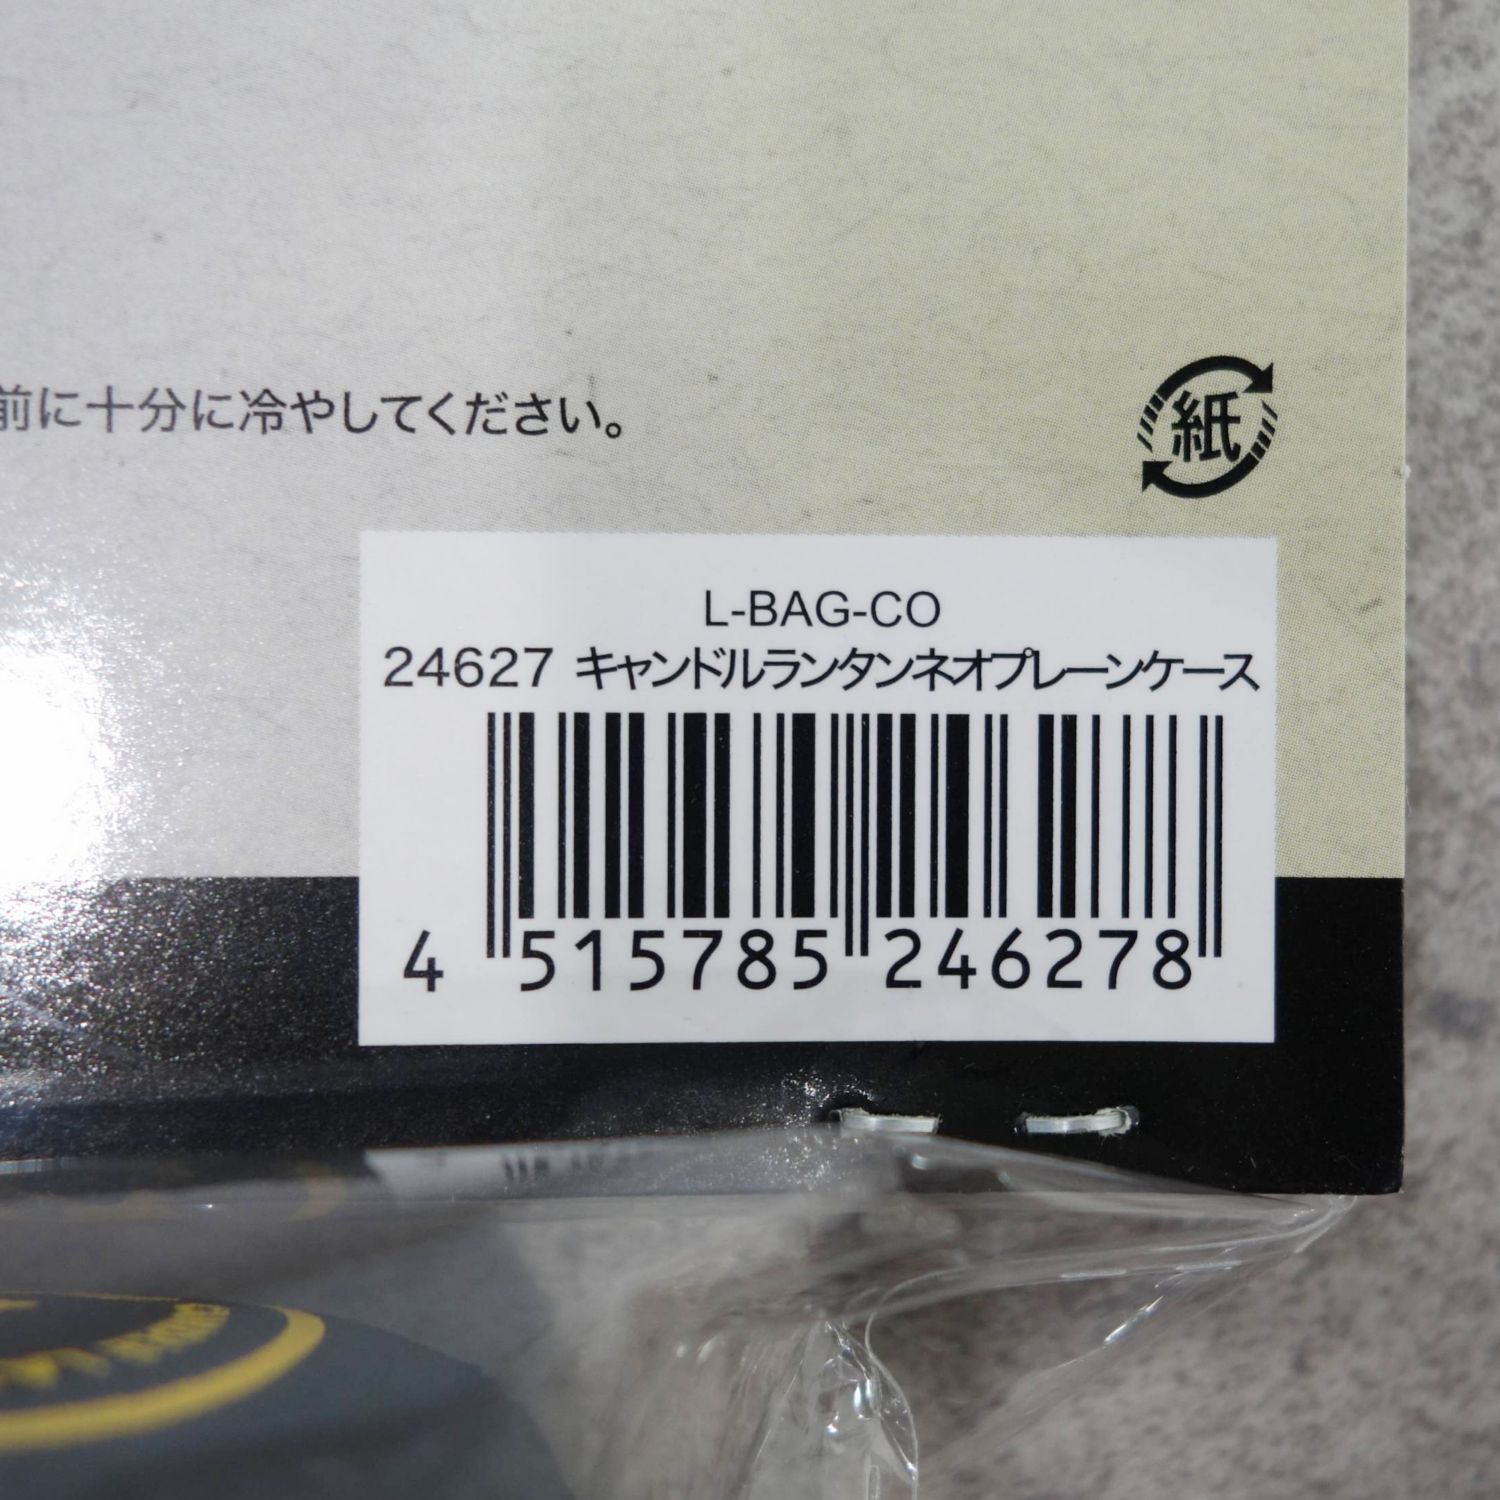 前に十分に冷やしてください。
紙
L-BAG-CO
24627 キャンドルランタンネオプレーンケース
4 515785 246278